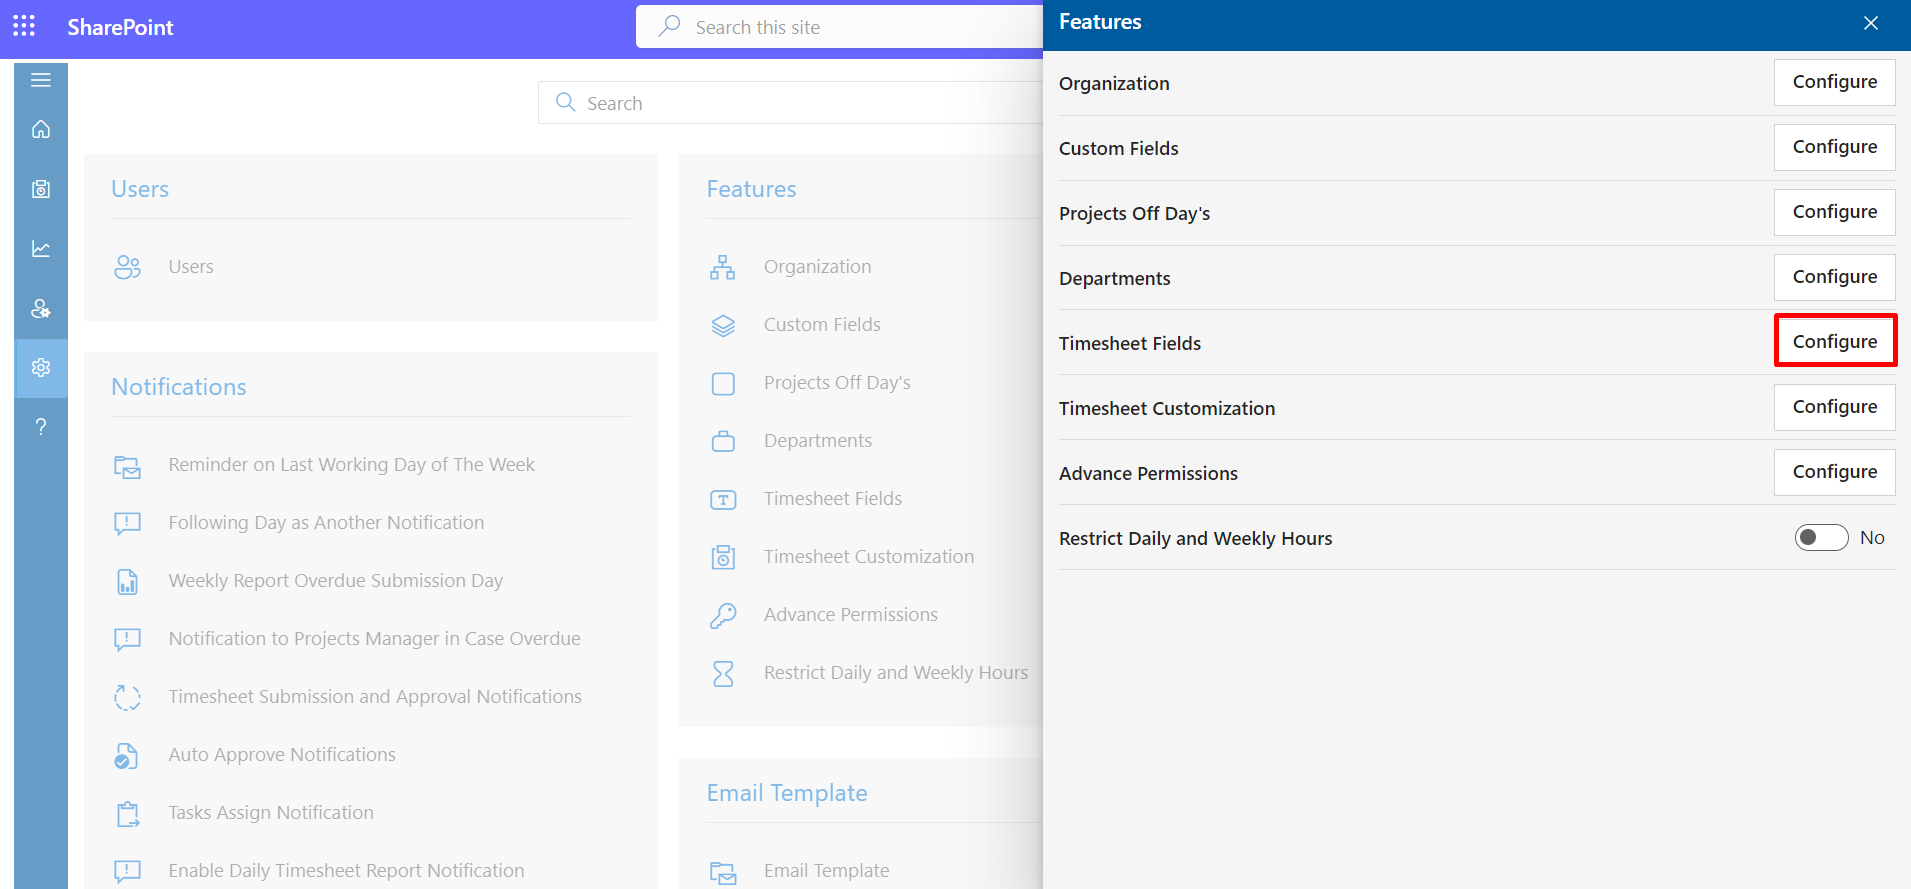 SharePoint
Search this site
Search
Users
Users
Notifications
Reminder on Last Working Day of The Week
Following Day as Another Notification
Weekly Report Overdue Submission Day
Notification to Projects Manager in Case Overdue
Timesheet Submission and Approval Notifications
Auto Approve Notifications
Tasks Assign Notification
Enable Daily Timesheet Report Notification
Features
Organization
Custom Fields
Projects Off Day's
Departments
Timesheet Fields
Timesheet Customization
Advance Permissions
Restrict Daily and Weekly Hours
Email Template
Email Template
Features
Organization Configure
Custom Fields Configure
Projects Off Day's Configure
Departments Configure
Timesheet Fields Configure
Timesheet Customization Configure
Advance Permissions Configure
Restrict Daily and Weekly Hours No